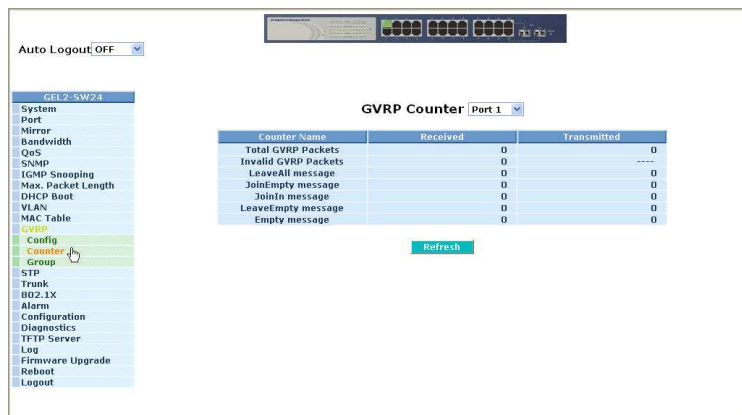 Auto Logout OFF
GEL2-SW24
System
Port
Mirror
Bandwidth
QoS
SNMP
IGMP Snooping
Max. Packet Length
DHCP Boot
VLAN
MAC Table
GVRP
Config
Counter
Group
STP
Trunk
802.1X
Alarm
Configuration
Diagnostics
TFTP Server
Log
Firmware Upgrade
Reboot
Logout
GVRP Counter Port 1
Counter Name Received Transmitted
Total GVRP Packets 0 0
Invalid GVRP Packets 0 ----
LeaveAll message 0 0
JoinEmpty message 0 0
JoinIn message 0 0
LeaveEmpty message 0 0
Empty message 0 0
Refresh